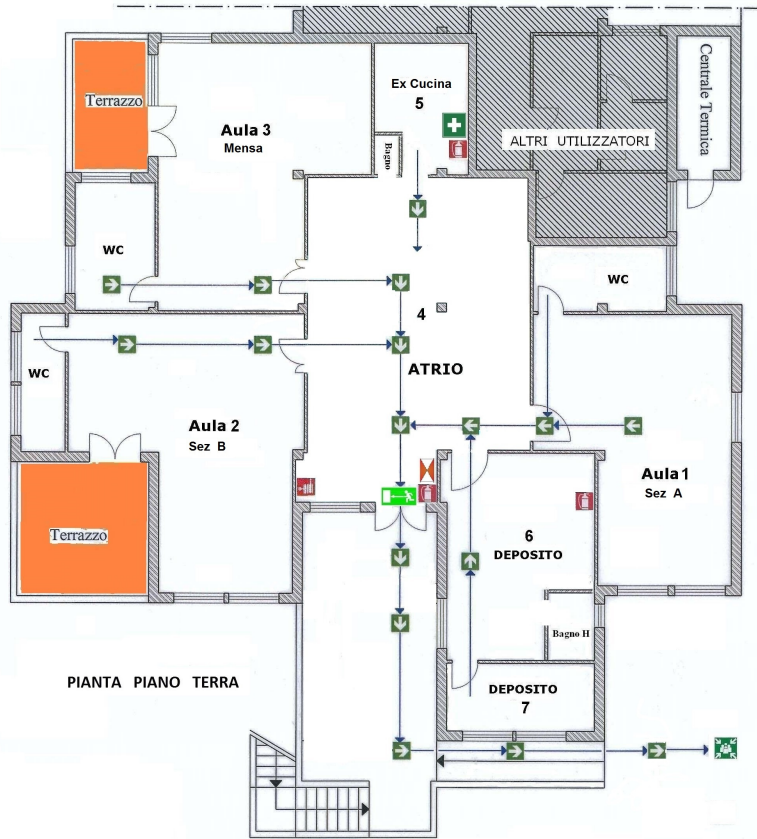 Terrazzo
Aula 3
Mensa
Ex Cucina
5
Bagno
ALTRI UTILIZZATORI
Centrale Termica
WC
WC
4
ATRIO
WC
Aula 2
Sez B
Aula 1
Sez A
Terrazzo
6
DEPOSITO
Bagno H
DEPOSITO
7
PIANTA PIANO TERRA